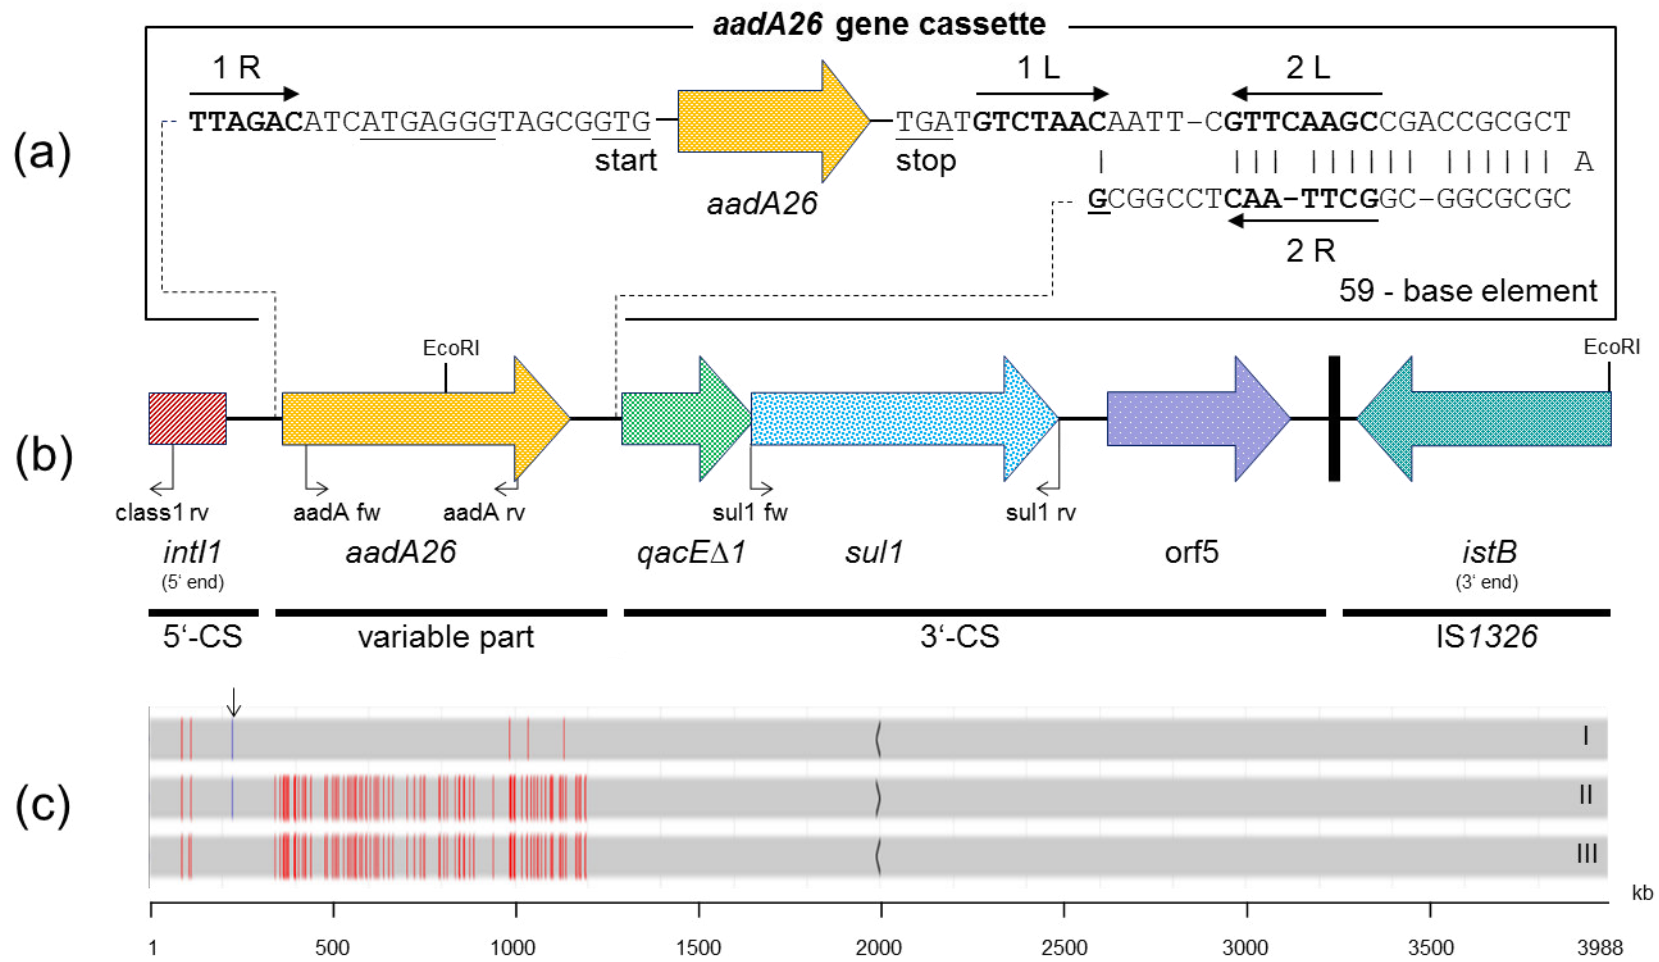 (a)
aadA26 gene cassette
1 R
1 L
2 L
TTAGACATCATGAGGGTAGCGGTG
TGATGTCTAACAATT-CGTTCAAGCCGACCGCGCT
start
stop
A
aadA26
GCGGCCTCAA-TTCGGC-GGCGCGC
2 R
59 - base element
(b)
EcoRI
EcoRI
class1 rv
aadA fw
aadA rv
sul1 fw
sul1 rv
intI1
aadA26
qacEΔ1
sul1
orf5
istB
(5' end)
(3' end)
5'-CS
variable part
3'-CS
IS1326
(c)
I
II
III
kb
1
500
1000
1500
2000
2500
3000
3500
3988